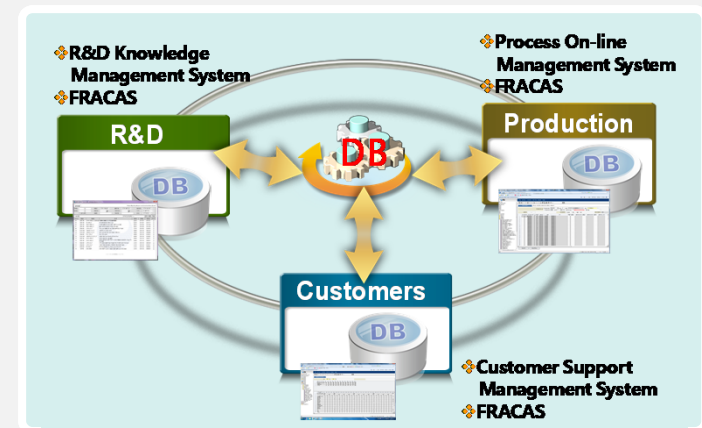 R&D Knowledge
Management System
FRACAS
Process On-line
Management System
FRACAS
R&D
DB
DB
Production
DB
Customers
DB
Customer Support
Management System
FRACAS